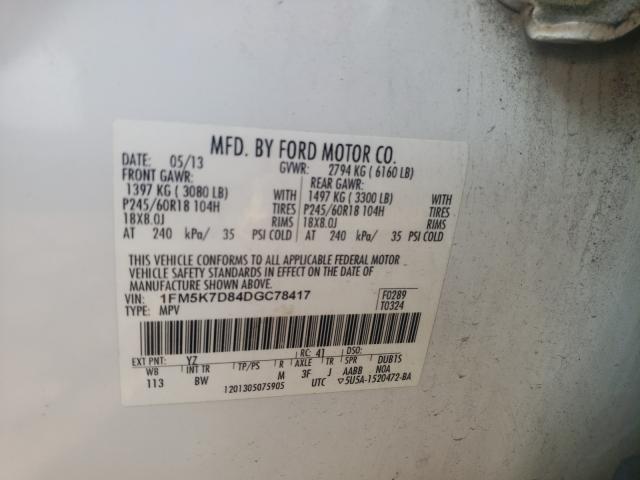 MFD. BY FORD MOTOR CO.
DATE: 05/13 GVWR: 2794 KG ( 6160 LB)
FRONT GAWR: REAR GAWR:
1397 KG ( 3080 LB) WITH 1497 KG ( 3300 LB) WITH
P245/60R18 104H TIRES P245/60R18 104H TIRES
18X8.0J RIMS 18X8.0J RIMS
AT 240 kPa/ 35 PSI COLD AT 240 kPa/ 35 PSI COLD
THIS VEHICLE CONFORMS TO ALL APPLICABLE FEDERAL MOTOR
VEHICLE SAFETY STANDARDS IN EFFECT ON THE DATE OF
MANUFACTURE SHOWN ABOVE.
VIN: 1FM5K7D84DGC78417 F0289
TYPE: MPV T0324
EXT PNT: YZ RC: 41 DSO:
WB INT TR TP/PS R AXLE TR SPR DUB1S
113 BW M 3F J AABB NOA
1201305075905 UTC ▽5U5A-1520472-BA